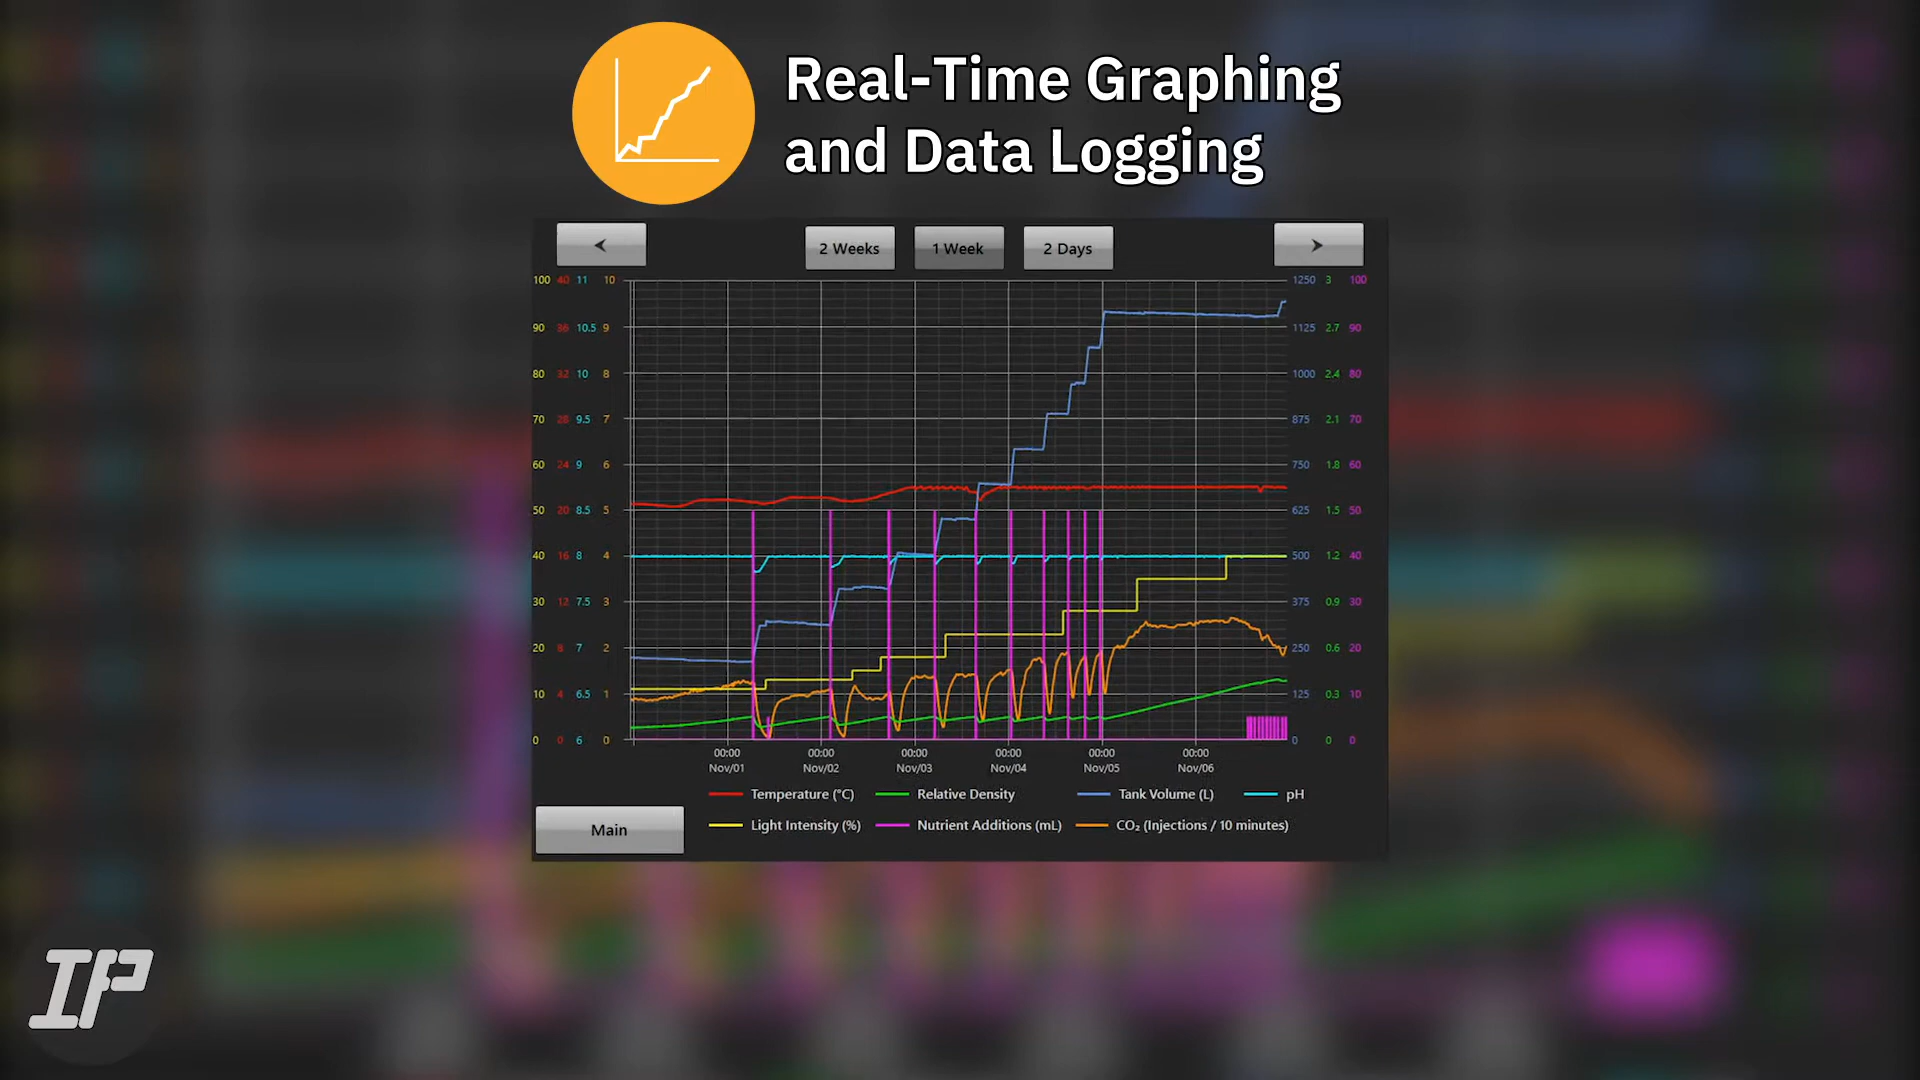 Real-Time Graphing
and Data Logging
<
2 Weeks
1 Week
2 Days
>
100 40 11 10 1250 3 100
90 36 10.5 9 1125 2.7 90
80 32 10 8 1000 2.4 80
70 28 9.5 7 875 2.1 70
60 24 9 6 750 1.8 60
50 20 8.5 5 625 1.5 50
40 16 8 4 500 1.2 40
30 12 7.5 3 375 0.9 30
20 8 7 2 250 0.6 20
10 4 6.5 1 125 0.3 10
0 0 6 0 0 0 0
00:00 00:00 00:00 00:00 00:00 00:00
Nov/01 Nov/02 Nov/03 Nov/04 Nov/05 Nov/06
Temperature (°C) Relative Density Tank Volume (L) pH
Light Intensity (%) Nutrient Additions (mL) CO₂ (Injections / 10 minutes)
Main
IP